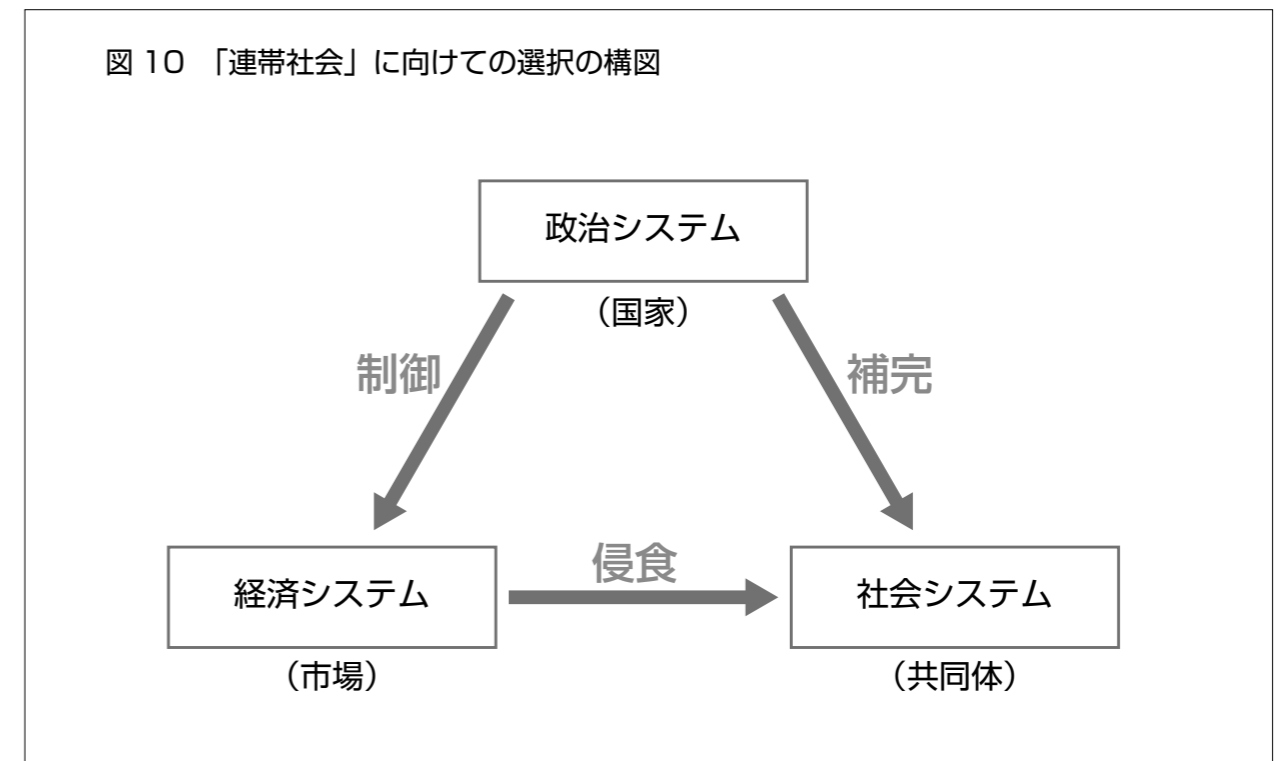 図 10 「連帯社会」に向けての選択の構図
政治システム
（国家）
制御
補完
侵食
経済システム
社会システム
（市場）
（共同体）